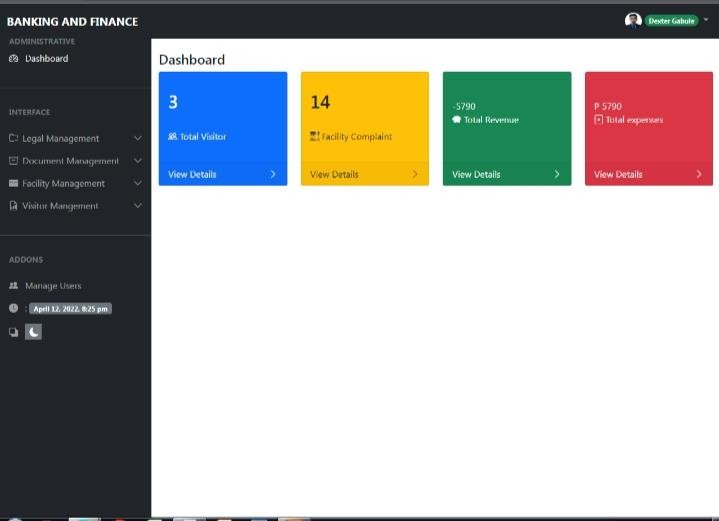 BANKING AND FINANCE
Dexter Gabule
ADMINISTRATIVE
Dashboard
INTERFACE
Legal Management
Document Management
Facility Management
Visitor Mangement
ADDONS
Manage Users
: April 12, 2022, 8:25 pm
Dashboard
3
Total Visitor
View Details
14
Facility Complaint
View Details
-5790
Total Revenue
View Details
P 5790
Total expenses
View Details